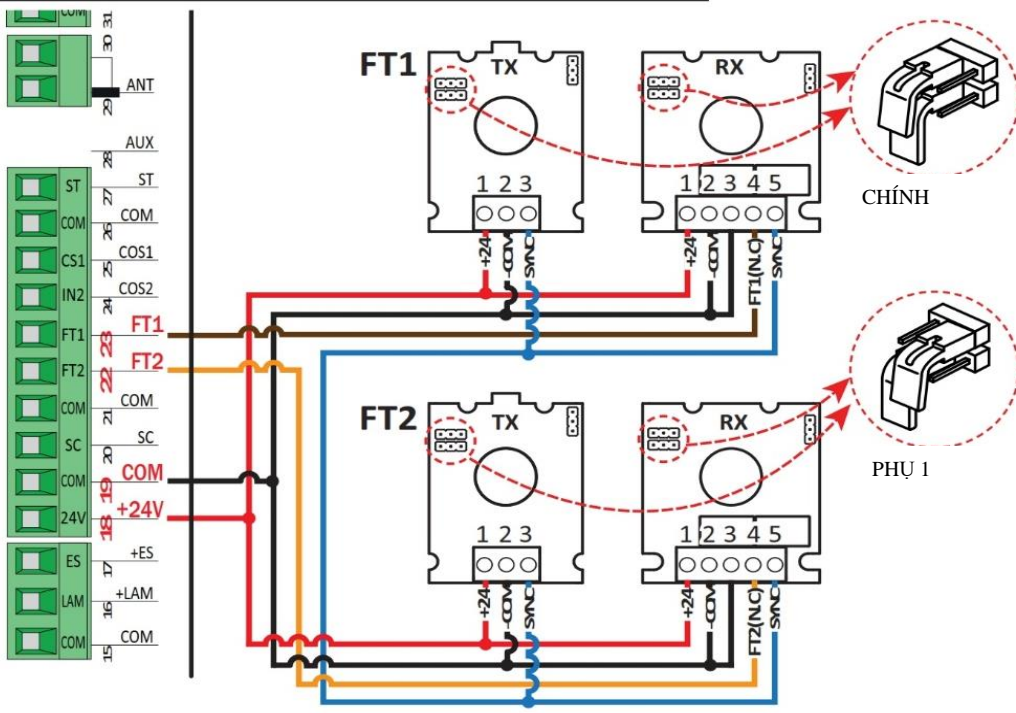 COM 31
30
29 ANT
28 AUX
ST 27 ST
COM 26 COM
CS1 25 COS1
IN2 24 COS2
FT1 23 FT1
FT2 22 FT2
COM 21 COM
SC 20 SC
COM 19 COM
24V 18 +24V
ES 17 +ES
LAM 16 +LAM
COM 15 COM
FT1
TX
1 2 3
+24
-COM
SYNC
RX
1 2 3 4 5
+24
-COM
FT1(N.C)
SYNC
CHÍNH
FT2
TX
1 2 3
+24
-COM
SYNC
RX
1 2 3 4 5
+24
-COM
FT2(N.C)
SYNC
PHỤ 1